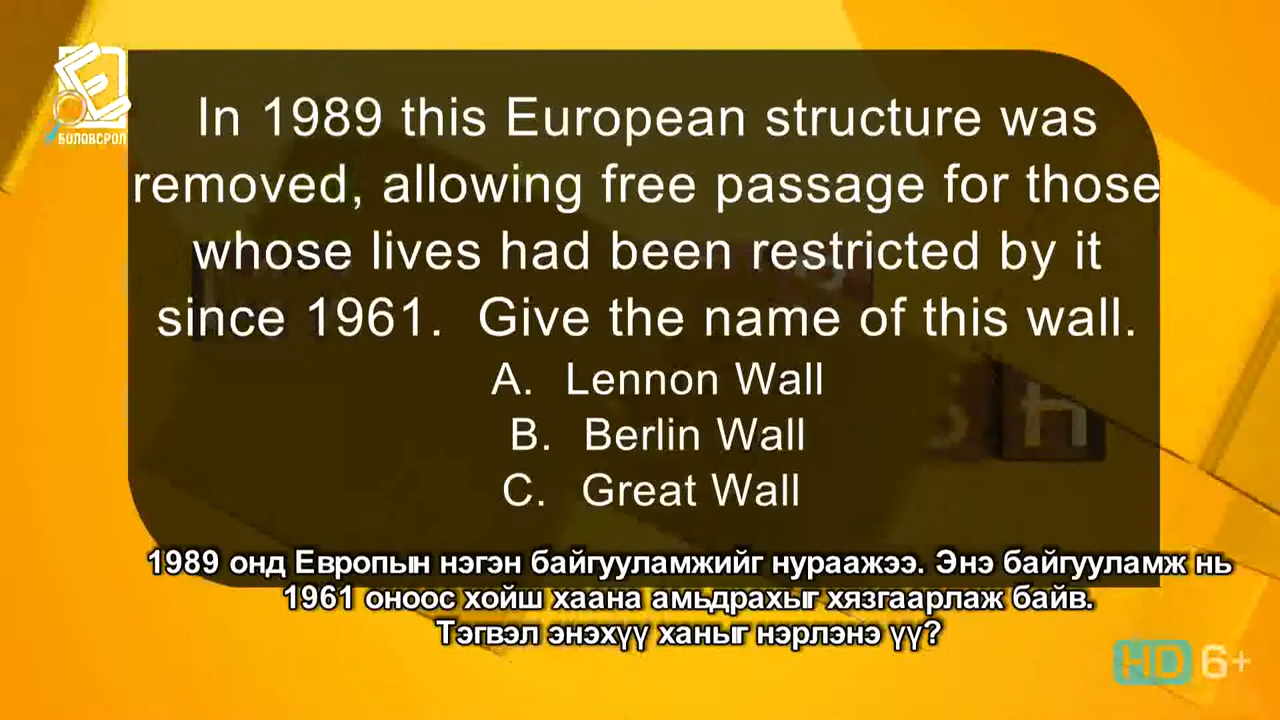 БОЛОВСРОЛ
In 1989 this European structure was
removed, allowing free passage for those
whose lives had been restricted by it
since 1961. Give the name of this wall.
A. Lennon Wall
B. Berlin Wall
C. Great Wall
1989 онд Европын нэгэн байгууламжийг нураажээ. Энэ байгууламж нь
1961 оноос хойш хаана амьдрахыг хязгаарлаж байв.
Тэгвэл энэхүү ханыг нэрлэнэ үү?
HD 6+